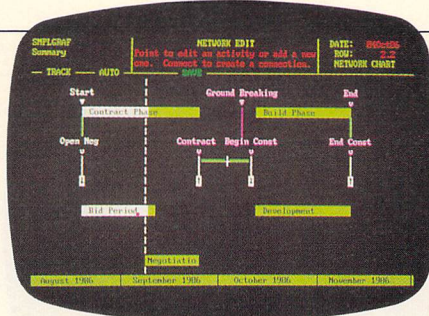 SMPLGRAF NETWORK EDIT DATE: 84Oct06
Summary Point to edit an activity or add a new ROW: 2.2
one. Connect to create a connection. NETWORK CHART
TRACK AUTO SAVE
Start Ground Breaking End
Contract Phase Build Phase
Open Neg Contract Begin Const End Const
Bid Period Development
Negotiatio
August 1986 September 1986 October 1986 November 1986